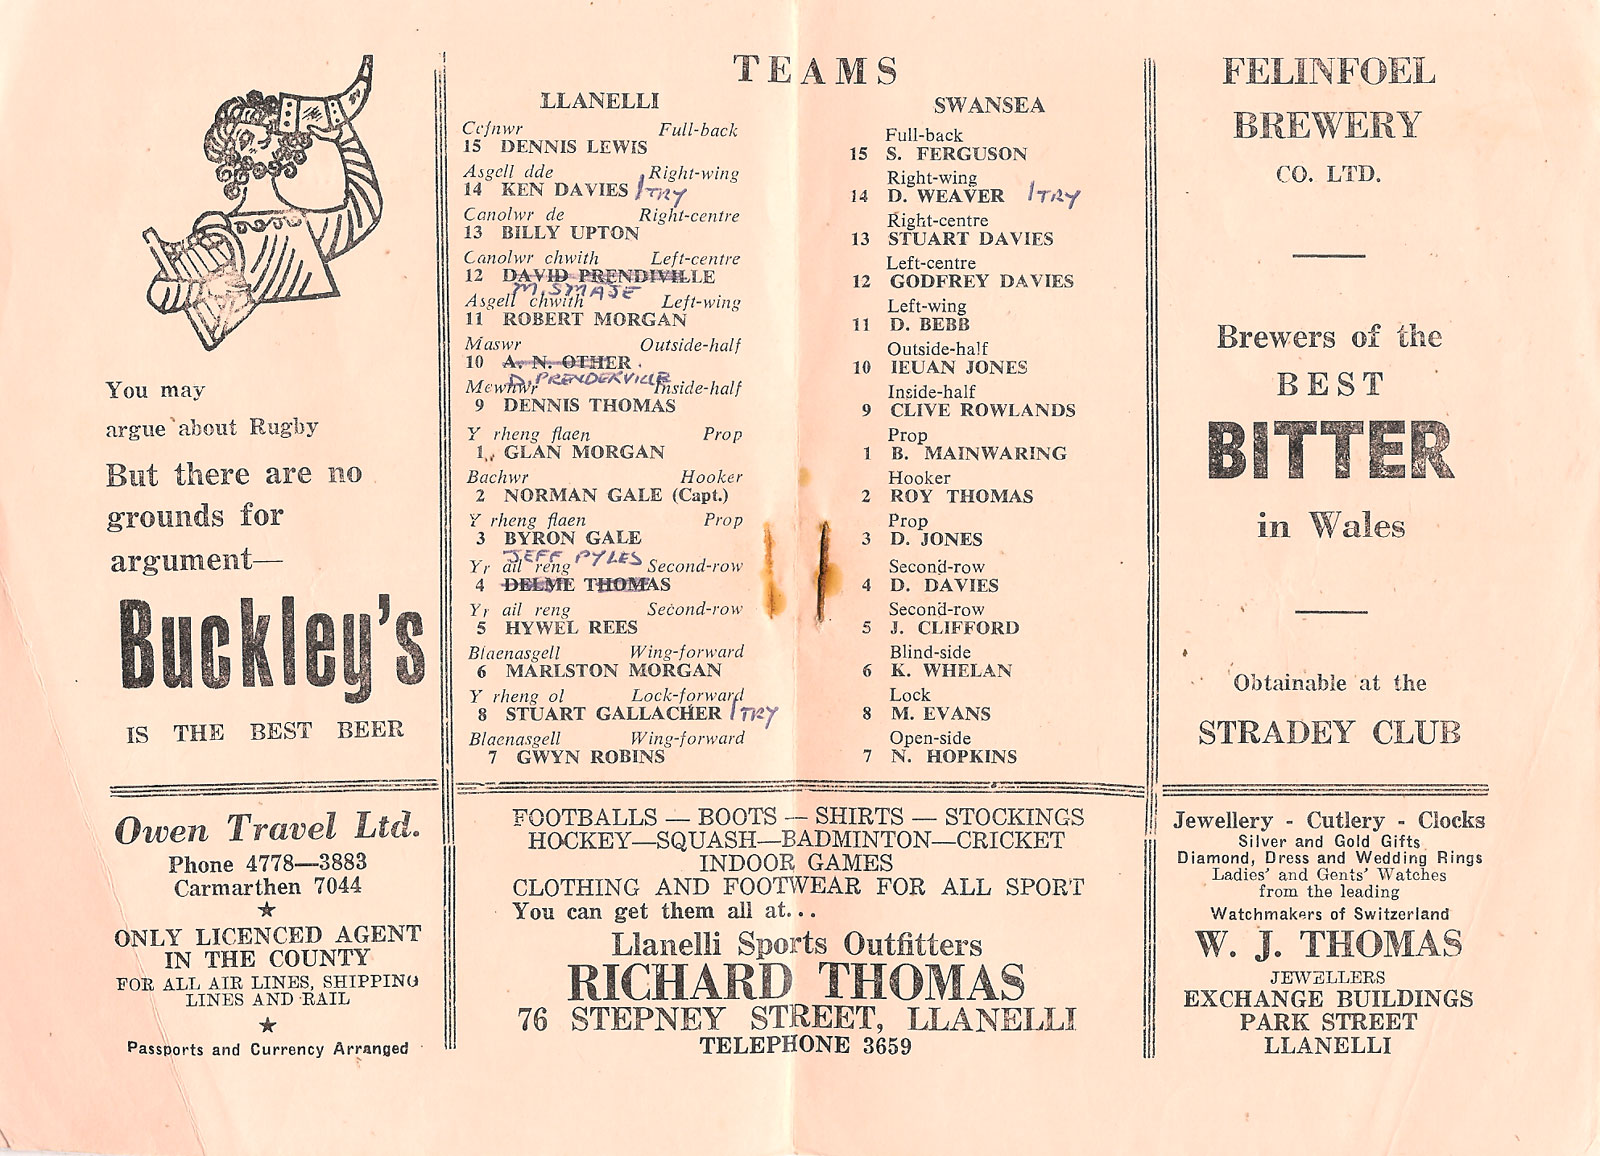 You may
argue about Rugby
But there are no
grounds for
argument—
Buckley's
IS THE BEST BEER
Owen Travel Ltd.
Phone 4778—3883
Carmarthen 7044
★
ONLY LICENCED AGENT
IN THE COUNTY
FOR ALL AIR LINES, SHIPPING
LINES AND RAIL
★
Passports and Currency Arranged
TEAMS
LLANELLI
Cefnwr Full-back
15 DENNIS LEWIS
Asgell dde Right-wing
14 KEN DAVIES 1 TRY
Canolwr de Right-centre
13 BILLY UPTON
Canolwr chwith Left-centre
12 DAVID PRENDIVILLE
M. SMAJE
Asgell chwith Left-wing
11 ROBERT MORGAN
Maswr Outside-half
10 A. N. OTHER
D. PRENDERVILLE
Mewnwr Inside-half
9 DENNIS THOMAS
Y rheng flaen Prop
1 GLAN MORGAN
Bachwr Hooker
2 NORMAN GALE (Capt.)
Y rheng flaen Prop
3 BYRON GALE
JEFF PYLES
Yr ail reng Second-row
4 DELME THOMAS
Yr ail reng Second-row
5 HYWEL REES
Blaenasgell Wing-forward
6 MARLSTON MORGAN
Y rheng ol Lock-forward
8 STUART GALLACHER 1 TRY
Blaenasgell Wing-forward
7 GWYN ROBINS
SWANSEA
Full-back
15 S. FERGUSON
Right-wing
14 D. WEAVER 1 TRY
Right-centre
13 STUART DAVIES
Left-centre
12 GODFREY DAVIES
Left-wing
11 D. BEBB
Outside-half
10 IEUAN JONES
Inside-half
9 CLIVE ROWLANDS
Prop
1 B. MAINWARING
Hooker
2 ROY THOMAS
Prop
3 D. JONES
Second-row
4 D. DAVIES
Second-row
5 J. CLIFFORD
Blind-side
6 K. WHELAN
Lock
8 M. EVANS
Open-side
7 N. HOPKINS
FOOTBALLS — BOOTS — SHIRTS — STOCKINGS
HOCKEY—SQUASH—BADMINTON—CRICKET
INDOOR GAMES
CLOTHING AND FOOTWEAR FOR ALL SPORT
You can get them all at...
Llanelli Sports Outfitters
RICHARD THOMAS
76 STEPNEY STREET, LLANELLI
TELEPHONE 3659
FELINFOEL
BREWERY
CO. LTD.
Brewers of the
BEST
BITTER
in Wales
Obtainable at the
STRADEY CLUB
Jewellery - Cutlery - Clocks
Silver and Gold Gifts
Diamond, Dress and Wedding Rings
Ladies' and Gents' Watches
from the leading
Watchmakers of Switzerland
W. J. THOMAS
JEWELLERS
EXCHANGE BUILDINGS
PARK STREET
LLANELLI